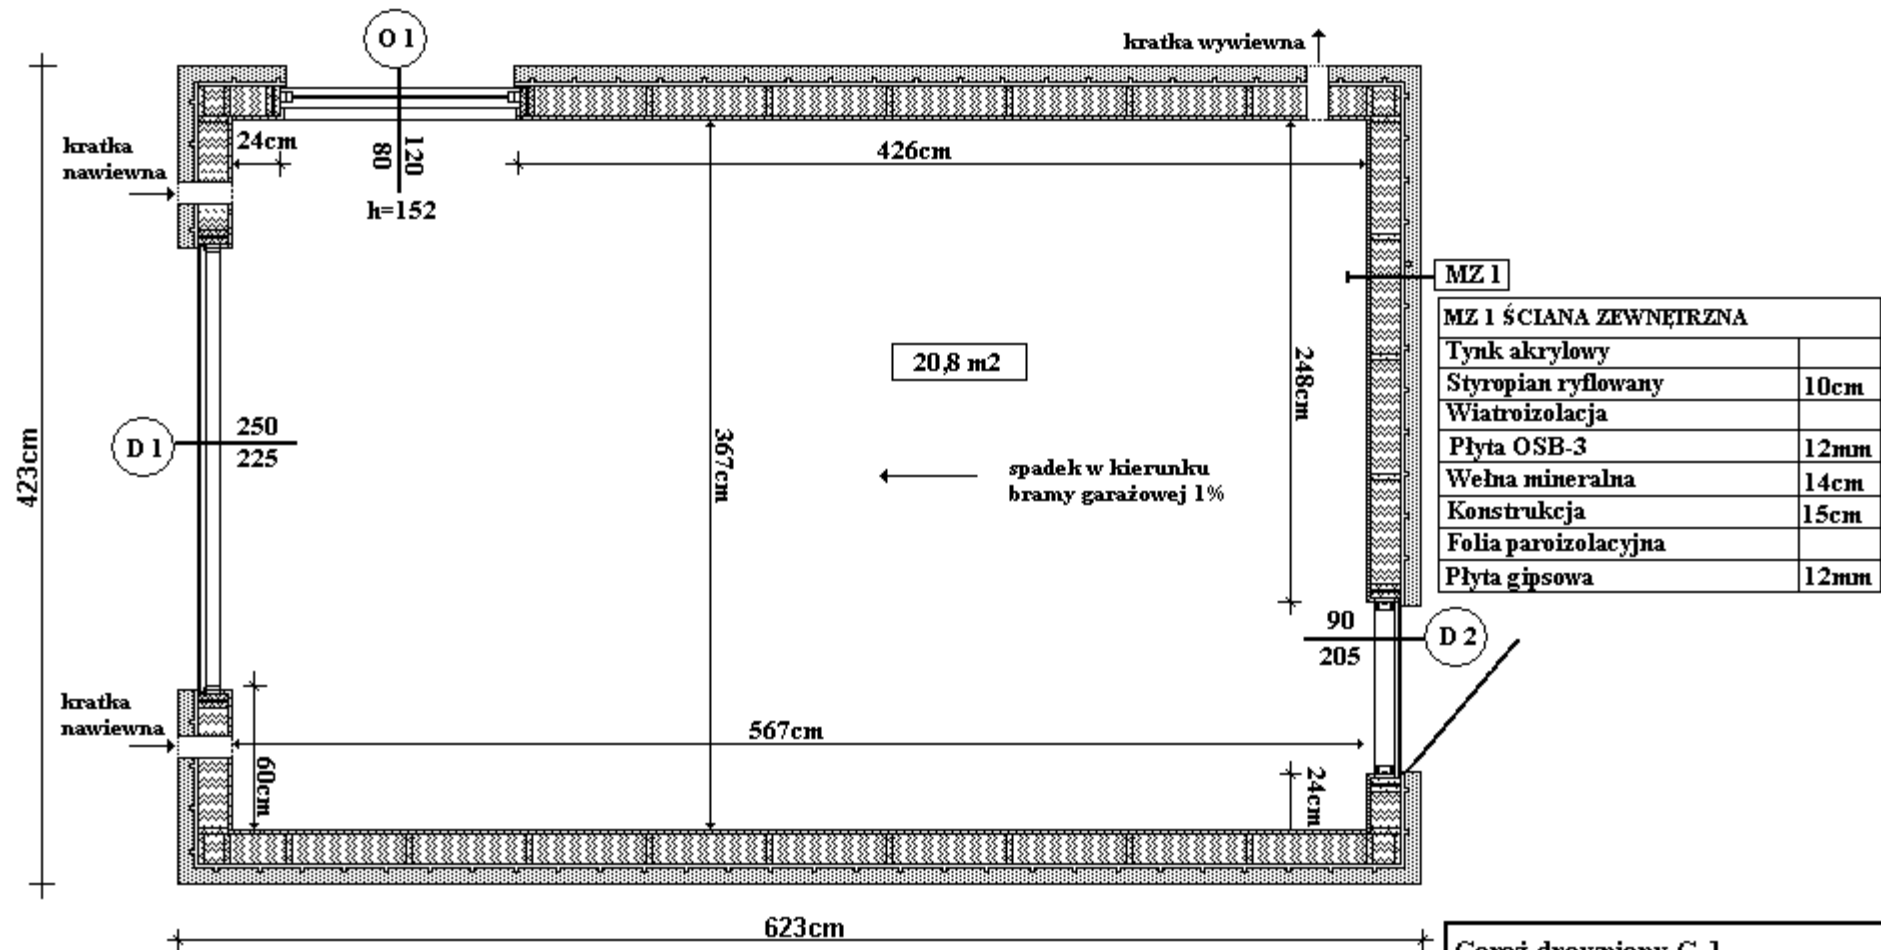 O 1
kratka wywiewna
kratka
nawiewna
24cm
120
80
h=152
426cm
MZ 1
MZ 1 ŚCIANA ZEWNĘTRZNA
Tynk akrylowy
Styropian ryflowany 10cm
Wiatroizolacja
Płyta OSB-3 12mm
Wełna mineralna 14cm
Konstrukcja 15cm
Folia paroizolacyjna
Płyta gipsowa 12mm
20,8 m2
248cm
423cm
D 1
250
225
367cm
spadek w kierunku
bramy garażowej 1%
90
205
D 2
kratka
nawiewna
567cm
60cm
24cm
623cm
Garaż drewniany G-1